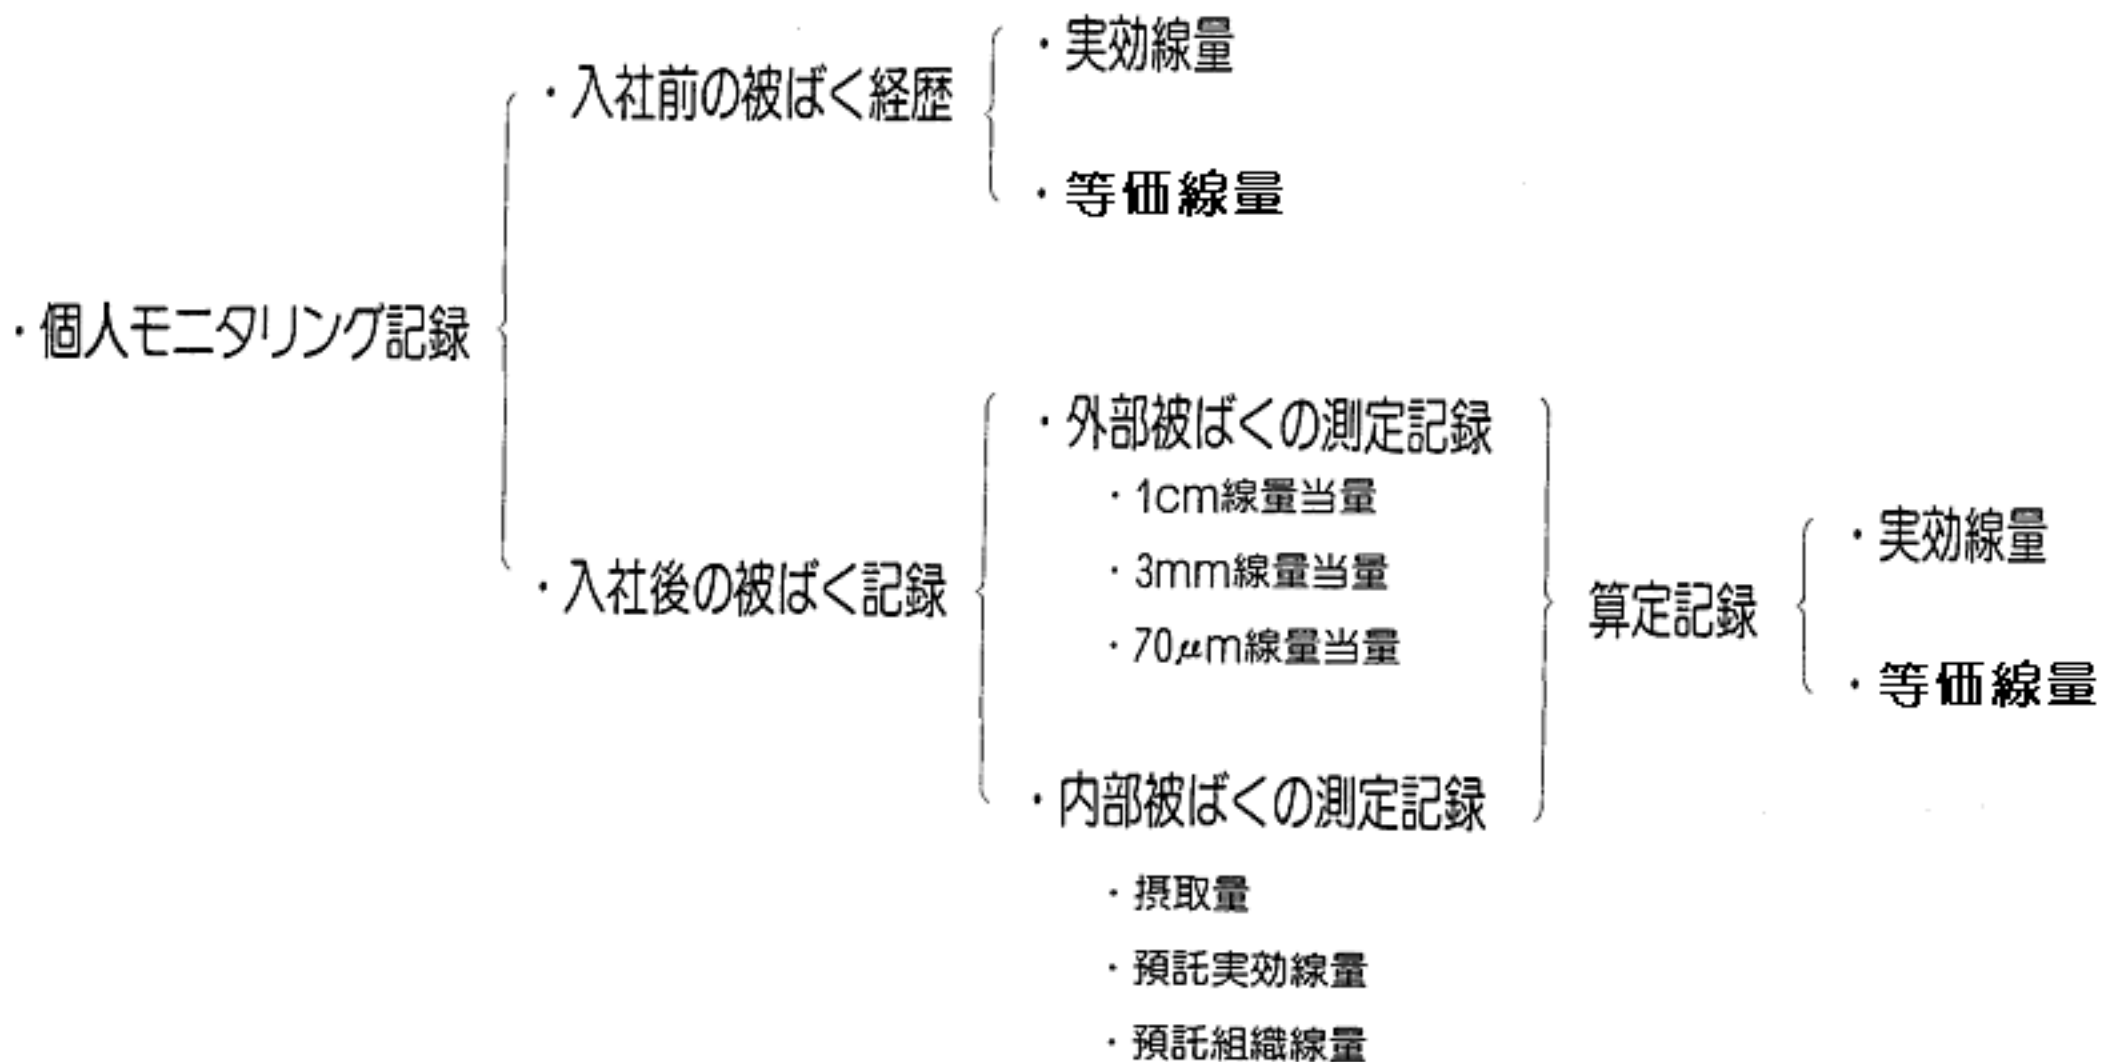 ・個人モニタリング記録
・入社前の被ばく経歴
・実効線量
・等価線量
・入社後の被ばく記録
・外部被ばくの測定記録
・1cm線量当量
・3mm線量当量
・70μm線量当量
・内部被ばくの測定記録
・摂取量
・預託実効線量
・預託組織線量
算定記録
・実効線量
・等価線量